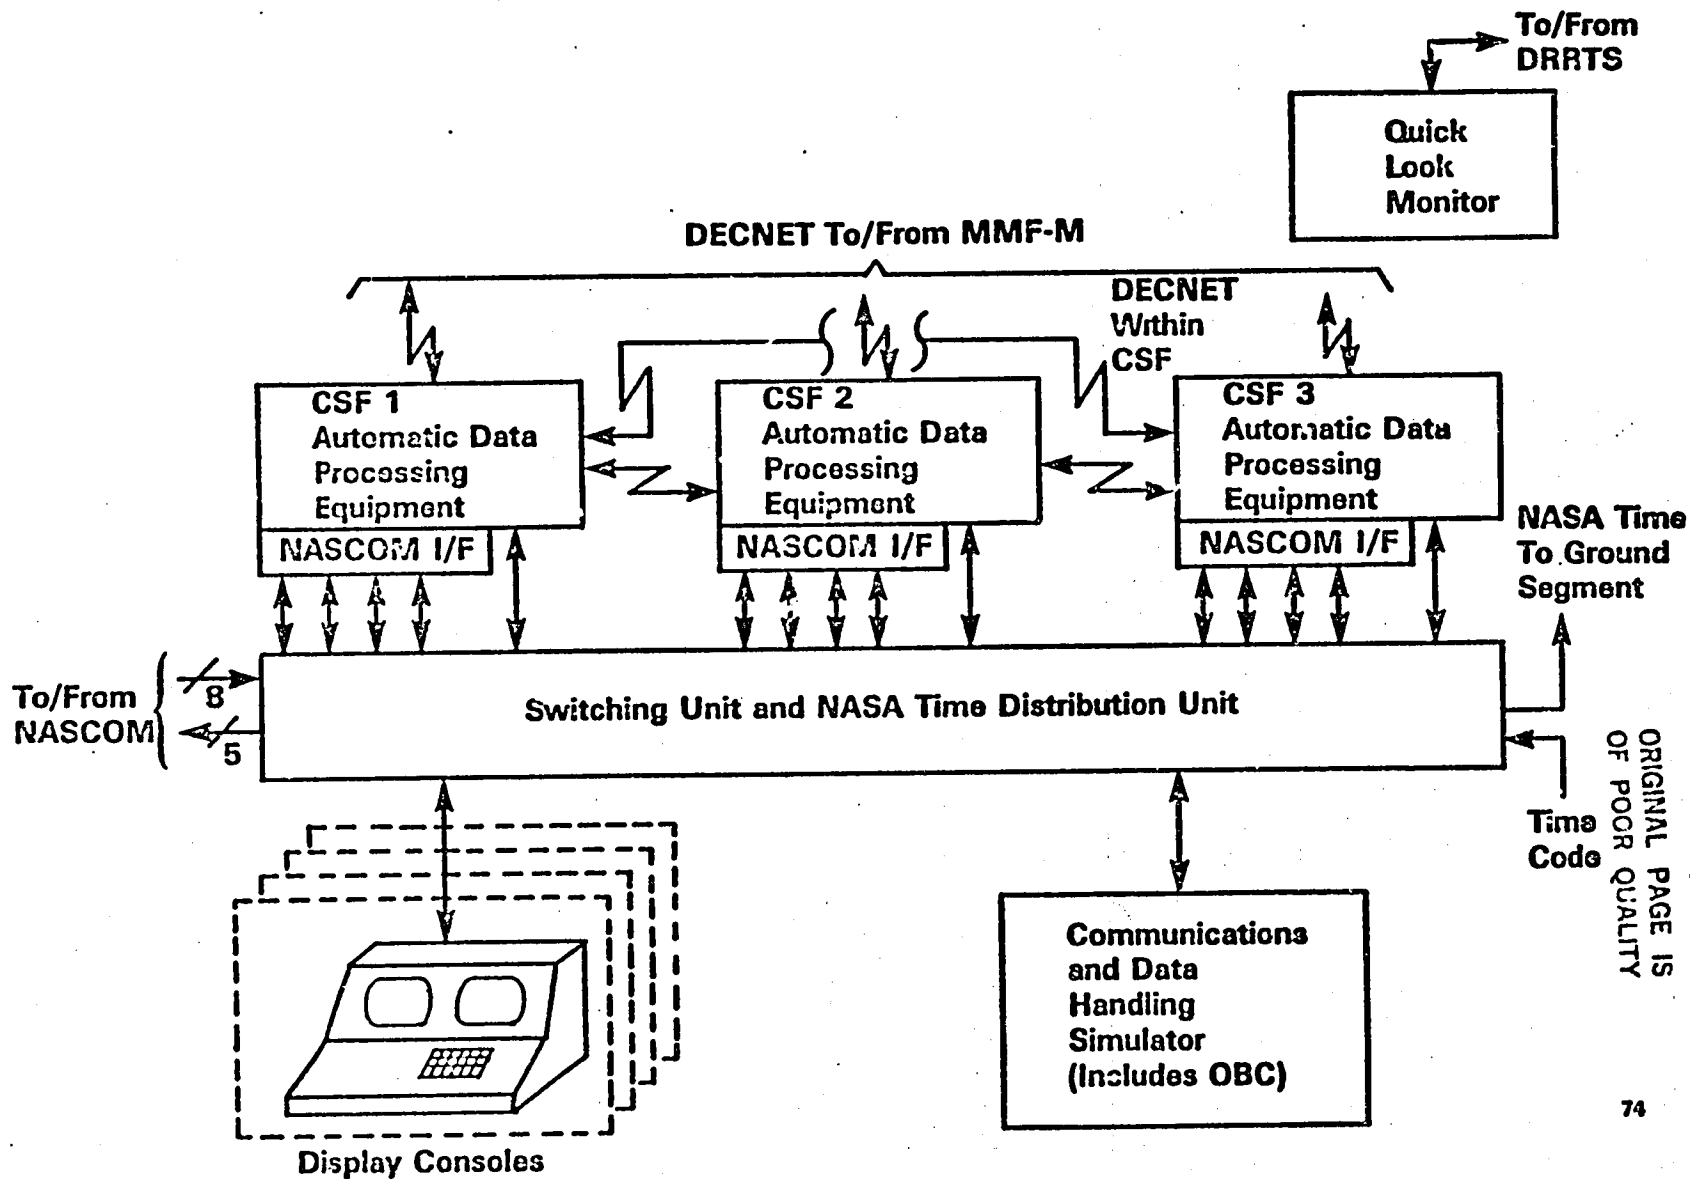 To/From
DRRTS
Quick
Look
Monitor
DECNET To/From MMF-M
DECNET
Within
CSF
CSF 1
Automatic Data
Processing
Equipment
NASCOM I/F
CSF 2
Automatic Data
Processing
Equipment
NASCOM I/F
CSF 3
Automatic Data
Processing
Equipment
NASCOM I/F
NASA Time
To Ground
Segment
To/From
NASCOM
8
5
Switching Unit and NASA Time Distribution Unit
Time
Code
ORIGINAL PAGE IS
OF POOR QUALITY
Communications
and Data
Handling
Simulator
(Includes OBC)
Display Consoles
74